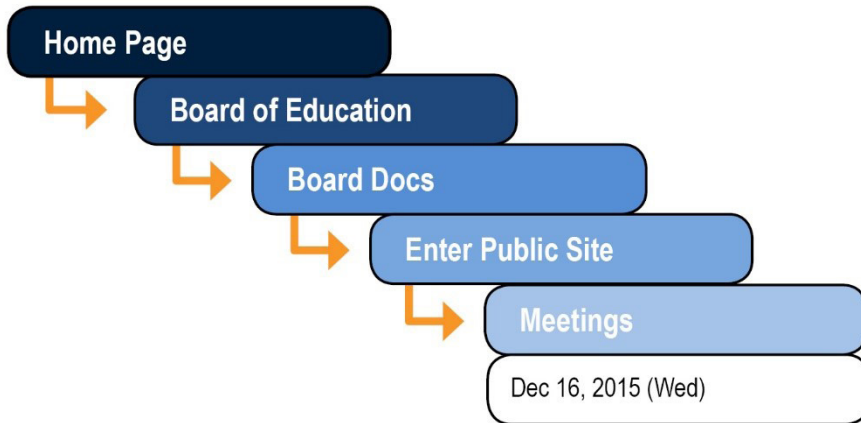 Home Page
Board of Education
Board Docs
Enter Public Site
Meetings
Dec 16, 2015 (Wed)